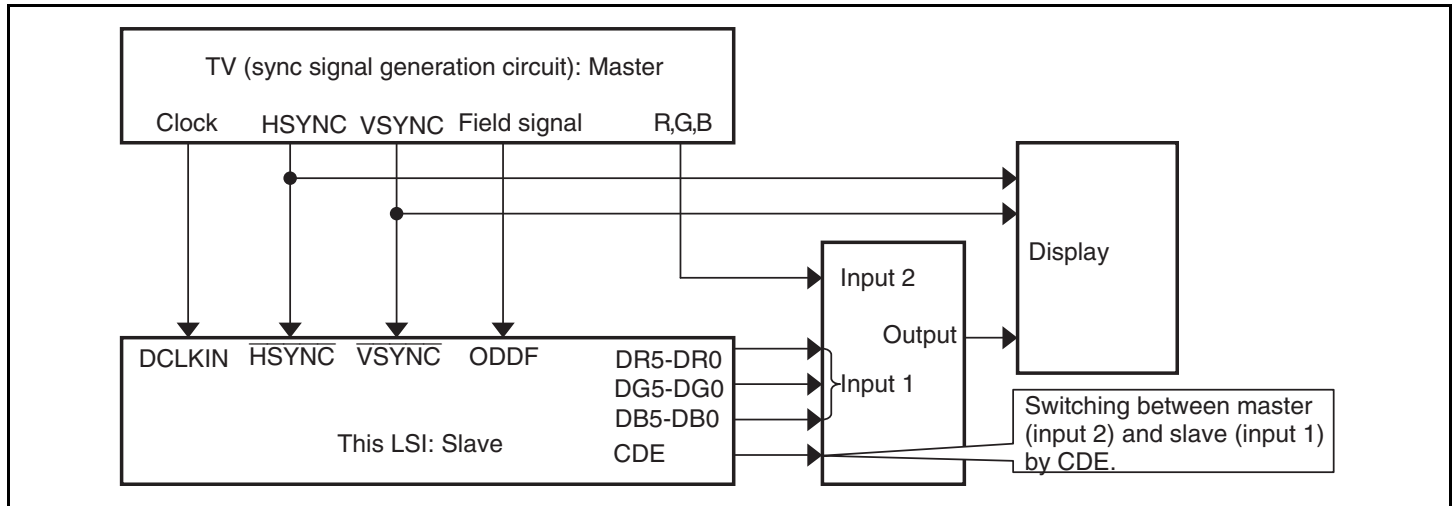 TV (sync signal generation circuit): Master
Clock HSYNC VSYNC Field signal R,G,B
Display
Input 2
Output
DCLKIN HSYNC VSYNC ODDF
DR5-DR0
DG5-DG0
DB5-DB0
Input 1
This LSI: Slave
CDE
Switching between master
(input 2) and slave (input 1)
by CDE.